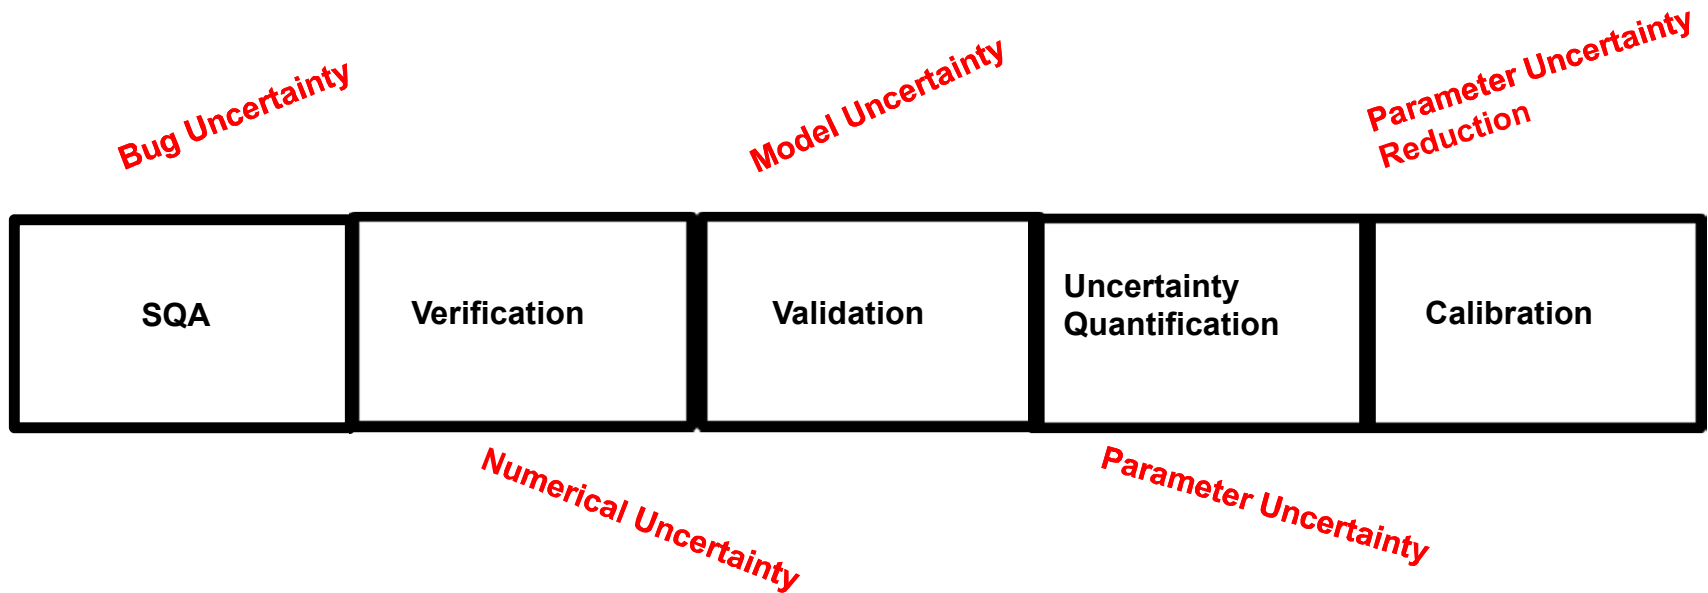 Bug Uncertainty
Model Uncertainty
Parameter Uncertainty
Reduction
SQA
Verification
Validation
Uncertainty
Quantification
Calibration
Numerical Uncertainty
Parameter Uncertainty